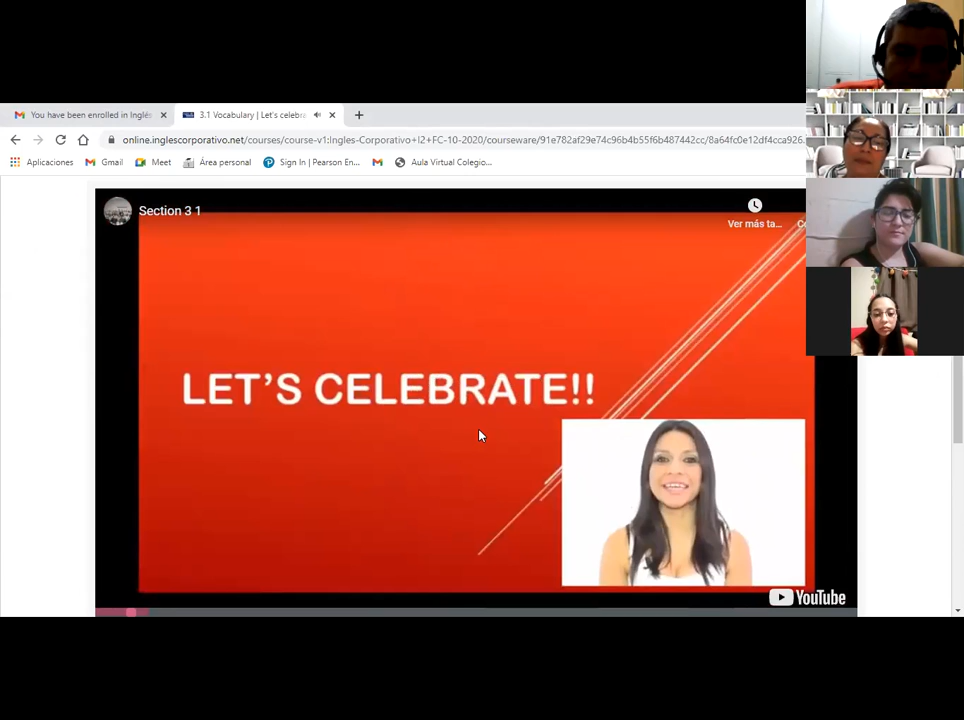 You have been enrolled in Inglés
3.1 Vocabulary | Let's celebra
online.inglescorporativo.net/courses/course-v1:Ingles-Corporativo+I2+FC-10-2020/courseware/91e782af29e74c96b4b55f6b487442cc/8a64fc0e12df4cca926
Aplicaciones Gmail Meet Área personal Sign In | Pearson En... Aula Virtual Colegio...
Section 3 1
Ver más ta...
LET'S CELEBRATE!!
YouTube